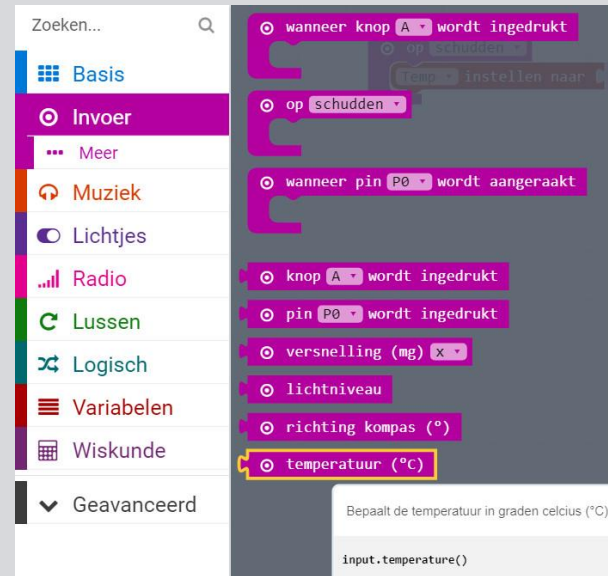 Zoeken...
Basis
Invoer
Meer
Muziek
Lichtjes
Radio
Lussen
Logisch
Variabelen
Wiskunde
Geavanceerd
wanneer knop A wordt ingedrukt
op schudden
Temp instellen naar 0
op schudden
wanneer pin P0 wordt aangeraakt
knop A wordt ingedrukt
pin P0 wordt ingedrukt
versnelling (mg) x
lichtniveau
richting kompas (°)
temperatuur (°C)
Bepaalt de temperatuur in graden celcius (°C)
input.temperature()